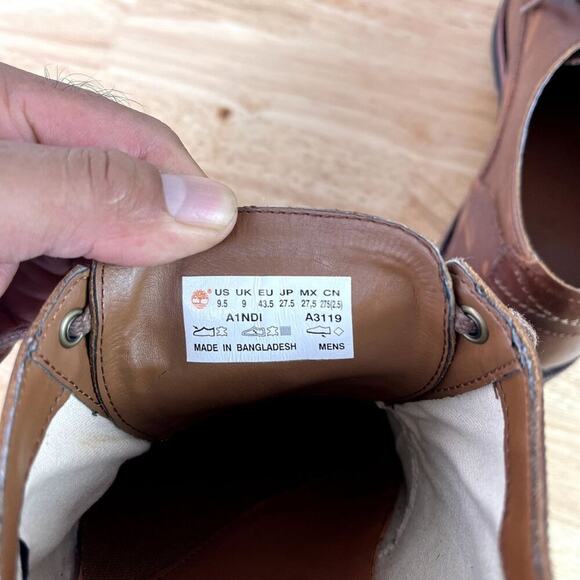 US UK EU JP MX CN
9.5 9 43.5 27.5 27,5 275(2.5)
A1NDI A3119
MADE IN BANGLADESH MENS